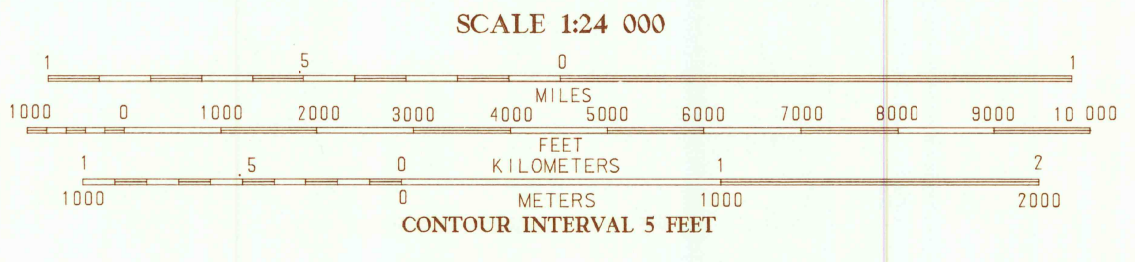 SCALE 1:24 000
1 .5 0 1
MILES
1000 0 1000 2000 3000 4000 5000 6000 7000 8000 9000 10 000
FEET
1 .5 0 KILOMETERS 1 2
1000 0 METERS 1000 2000
CONTOUR INTERVAL 5 FEET